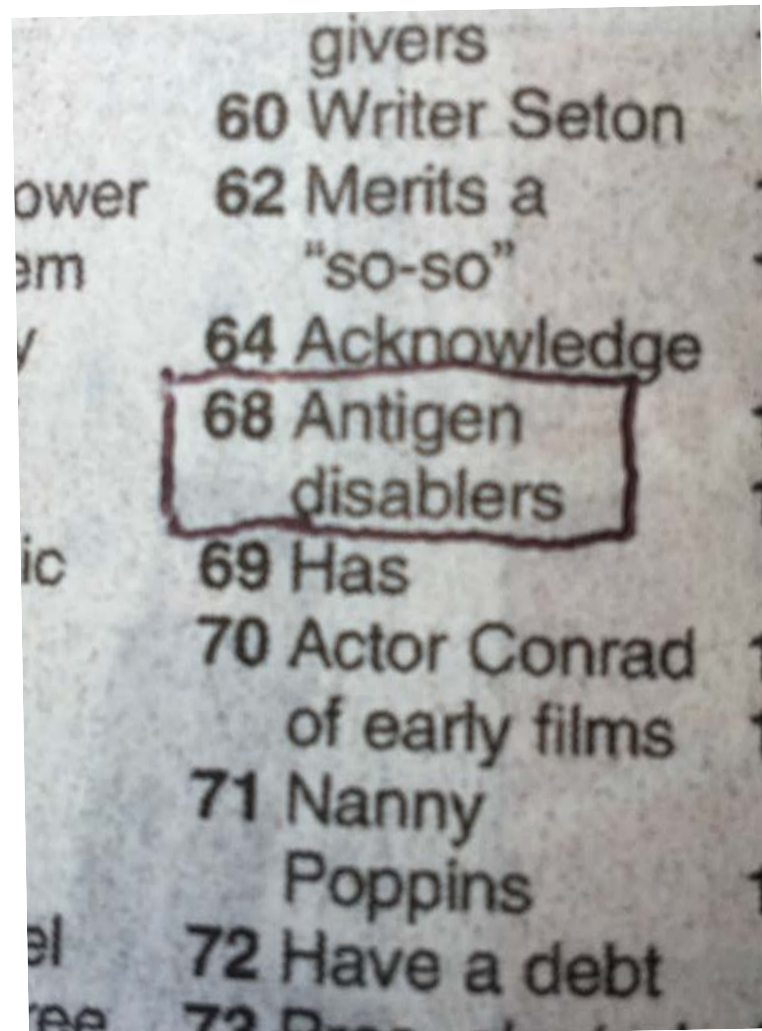 givers
60 Writer Seton
62 Merits a
"so-so"
64 Acknowledge
68 Antigen
disablers
69 Has
70 Actor Conrad
of early films
71 Nanny
Poppins
72 Have a debt
ower
em
y
ic
el
ree